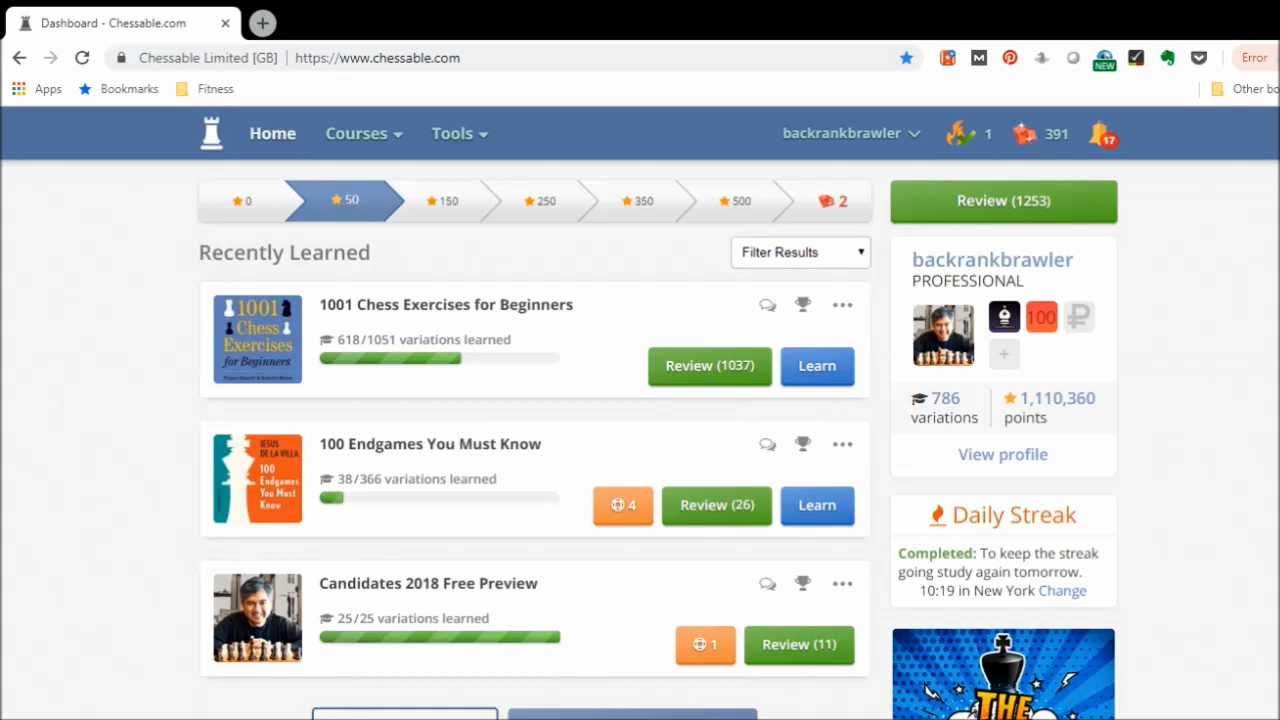 Dashboard - Chessable.com
Chessable Limited [GB] https://www.chessable.com
M
NEW
Error
Apps Bookmarks Fitness Other bo
Home Courses Tools backrankbrawler 1 391 17
0 50 150 250 350 500 2
Review (1253)
Recently Learned Filter Results
1001 Chess Exercises for Beginners
1001
Chess
Exercises
for Beginners
618/1051 variations learned
Review (1037) Learn
100 Endgames You Must Know
JESUS
DE LA VILLA
100
Endgames
You Must
Know
38/366 variations learned
4 Review (26) Learn
Candidates 2018 Free Preview
25/25 variations learned
1 Review (11)
backrankbrawler
PROFESSIONAL
100
786
variations
1,110,360
points
View profile
Daily Streak
Completed: To keep the streak
going study again tomorrow.
10:19 in New York Change
THE